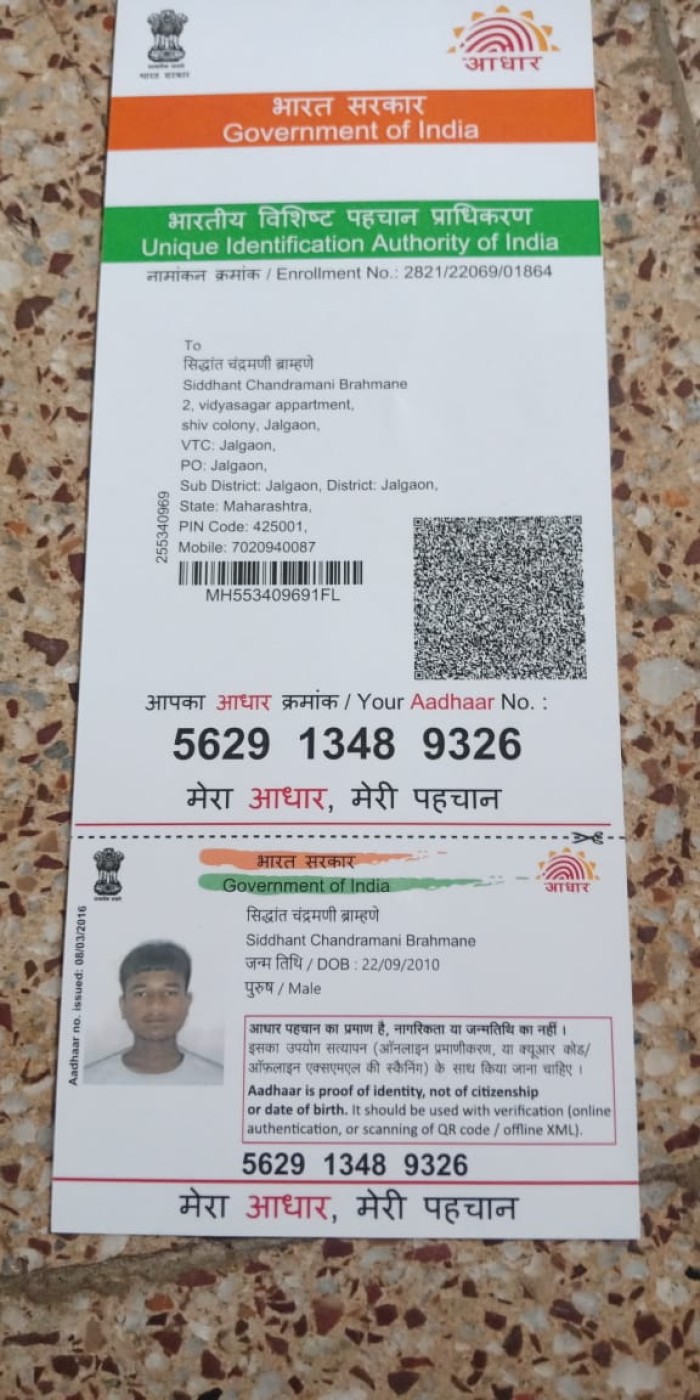 भारत सरकार
आधार
भारत सरकार
Government of India
भारतीय विशिष्ट पहचान प्राधिकरण
Unique Identification Authority of India
नामांकन क्रमांक / Enrollment No.: 2821/22069/01864
To
सिद्धांत चंद्रमणी ब्राम्हणे
Siddhant Chandramani Brahmane
2, vidyasagar appartment,
shiv colony, Jalgaon,
VTC: Jalgaon,
PO: Jalgaon,
Sub District: Jalgaon, District: Jalgaon,
State: Maharashtra,
PIN Code: 425001,
Mobile: 7020940087
255340969
MH553409691FL
आपका आधार क्रमांक / Your Aadhaar No. :
5629 1348 9326
मेरा आधार, मेरी पहचान
भारत सरकार
Government of India
आधार
Aadhaar no. issued: 08/03/2016
सिद्धांत चंद्रमणी ब्राम्हणे
Siddhant Chandramani Brahmane
जन्म तिथि / DOB : 22/09/2010
पुरुष / Male
आधार पहचान का प्रमाण है, नागरिकता या जन्मतिथि का नहीं ।
इसका उपयोग सत्यापन (ऑनलाइन प्रमाणीकरण, या क्यूआर कोड/
ऑफलाइन एक्सएमएल की स्कैनिंग) के साथ किया जाना चाहिए ।
Aadhaar is proof of identity, not of citizenship
or date of birth. It should be used with verification (online
authentication, or scanning of QR code / offline XML).
5629 1348 9326
मेरा आधार, मेरी पहचान